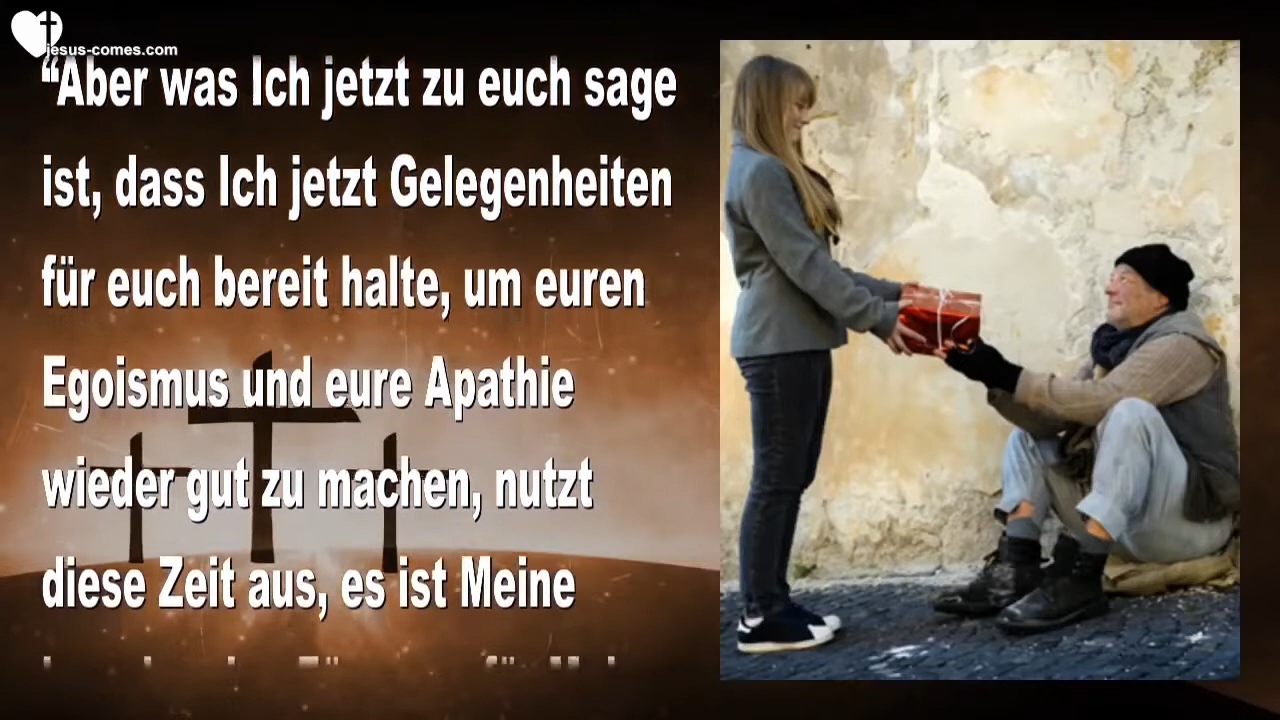 jesus-comes.com
“Aber was Ich jetzt zu euch sage
ist, dass Ich jetzt Gelegenheiten
für euch bereit halte, um euren
Egoismus und eure Apathie
wieder gut zu machen, nutzt
diese Zeit aus, es ist Meine